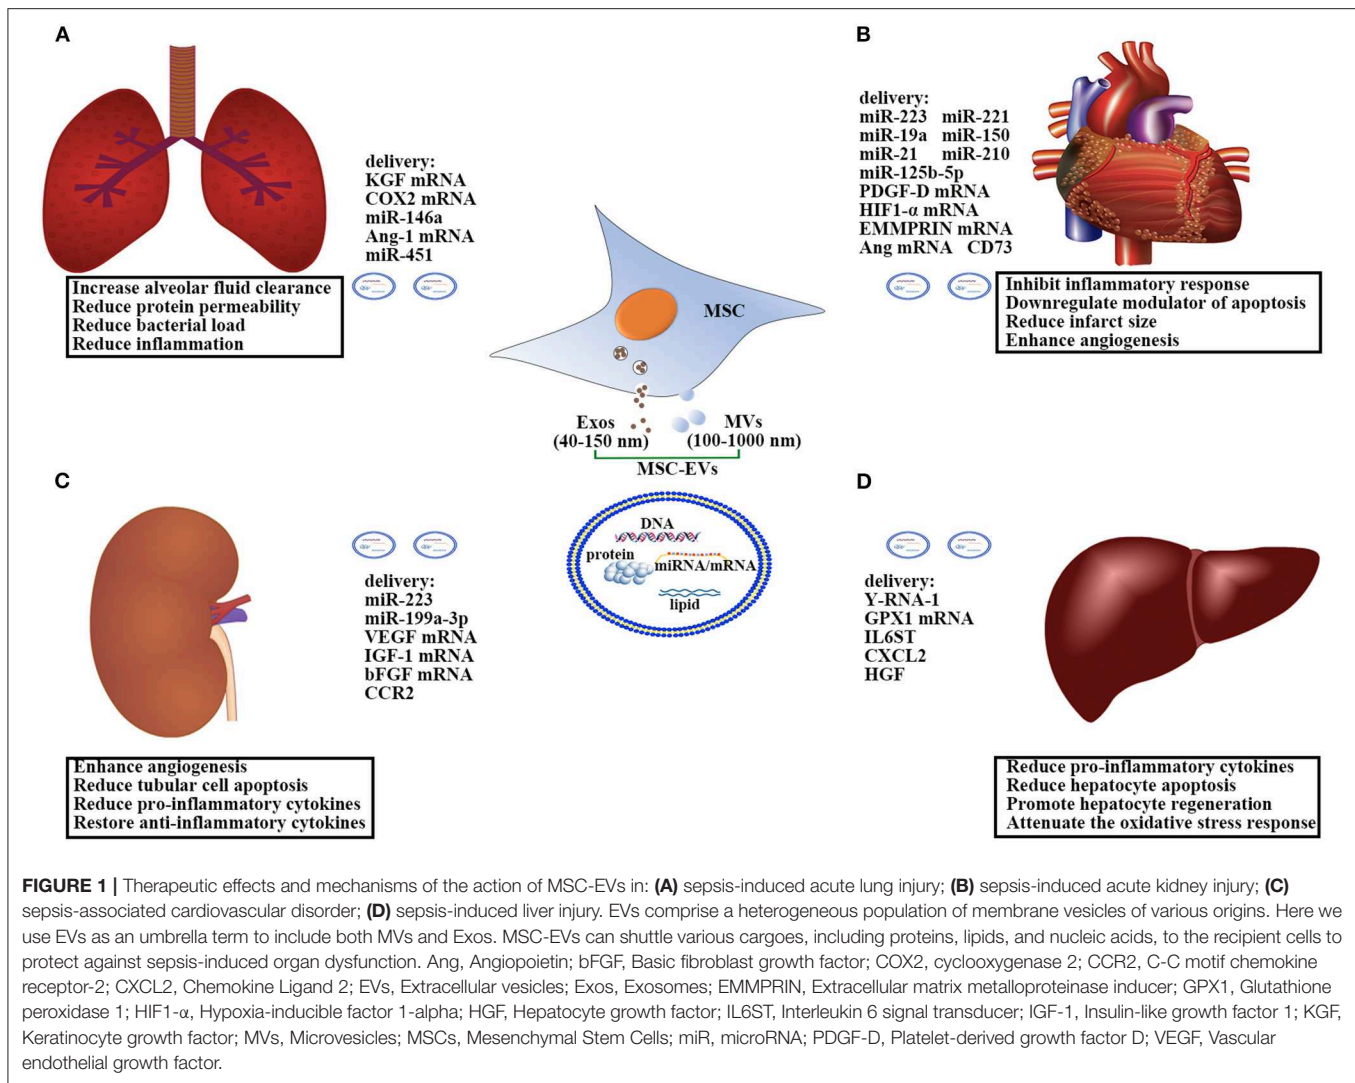 A
delivery:
KGF mRNA
COX2 mRNA
miR-146a
Ang-1 mRNA
miR-451
Increase alveolar fluid clearance
Reduce protein permeability
Reduce bacterial load
Reduce inflammation
B
delivery:
miR-223 miR-221
miR-19a miR-150
miR-21 miR-210
miR-125b-5p
PDGF-D mRNA
HIF1-α mRNA
EMMPRIN mRNA
Ang mRNA CD73
Inhibit inflammatory response
Downregulate modulator of apoptosis
Reduce infarct size
Enhance angiogenesis
MSC
Exos
(40-150 nm)
MVs
(100-1000 nm)
MSC-EVs
DNA
protein
miRNA/mRNA
lipid
C
delivery:
miR-223
miR-199a-3p
VEGF mRNA
IGF-1 mRNA
bFGF mRNA
CCR2
Enhance angiogenesis
Reduce tubular cell apoptosis
Reduce pro-inflammatory cytokines
Restore anti-inflammatory cytokines
D
delivery:
Y-RNA-1
GPX1 mRNA
IL6ST
CXCL2
HGF
Reduce pro-inflammatory cytokines
Reduce hepatocyte apoptosis
Promote hepatocyte regeneration
Attenuate the oxidative stress response
FIGURE 1 | Therapeutic effects and mechanisms of the action of MSC-EVs in: (A) sepsis-induced acute lung injury; (B) sepsis-induced acute kidney injury; (C)
sepsis-associated cardiovascular disorder; (D) sepsis-induced liver injury. EVs comprise a heterogeneous population of membrane vesicles of various origins. Here we
use EVs as an umbrella term to include both MVs and Exos. MSC-EVs can shuttle various cargoes, including proteins, lipids, and nucleic acids, to the recipient cells to
protect against sepsis-induced organ dysfunction. Ang, Angiopoietin; bFGF, Basic fibroblast growth factor; COX2, cyclooxygenase 2; CCR2, C-C motif chemokine
receptor-2; CXCL2, Chemokine Ligand 2; EVs, Extracellular vesicles; Exos, Exosomes; EMMPRIN, Extracellular matrix metalloproteinase inducer; GPX1, Glutathione
peroxidase 1; HIF1-α, Hypoxia-inducible factor 1-alpha; HGF, Hepatocyte growth factor; IL6ST, Interleukin 6 signal transducer; IGF-1, Insulin-like growth factor 1; KGF,
Keratinocyte growth factor; MVs, Microvesicles; MSCs, Mesenchymal Stem Cells; miR, microRNA; PDGF-D, Platelet-derived growth factor D; VEGF, Vascular
endothelial growth factor.